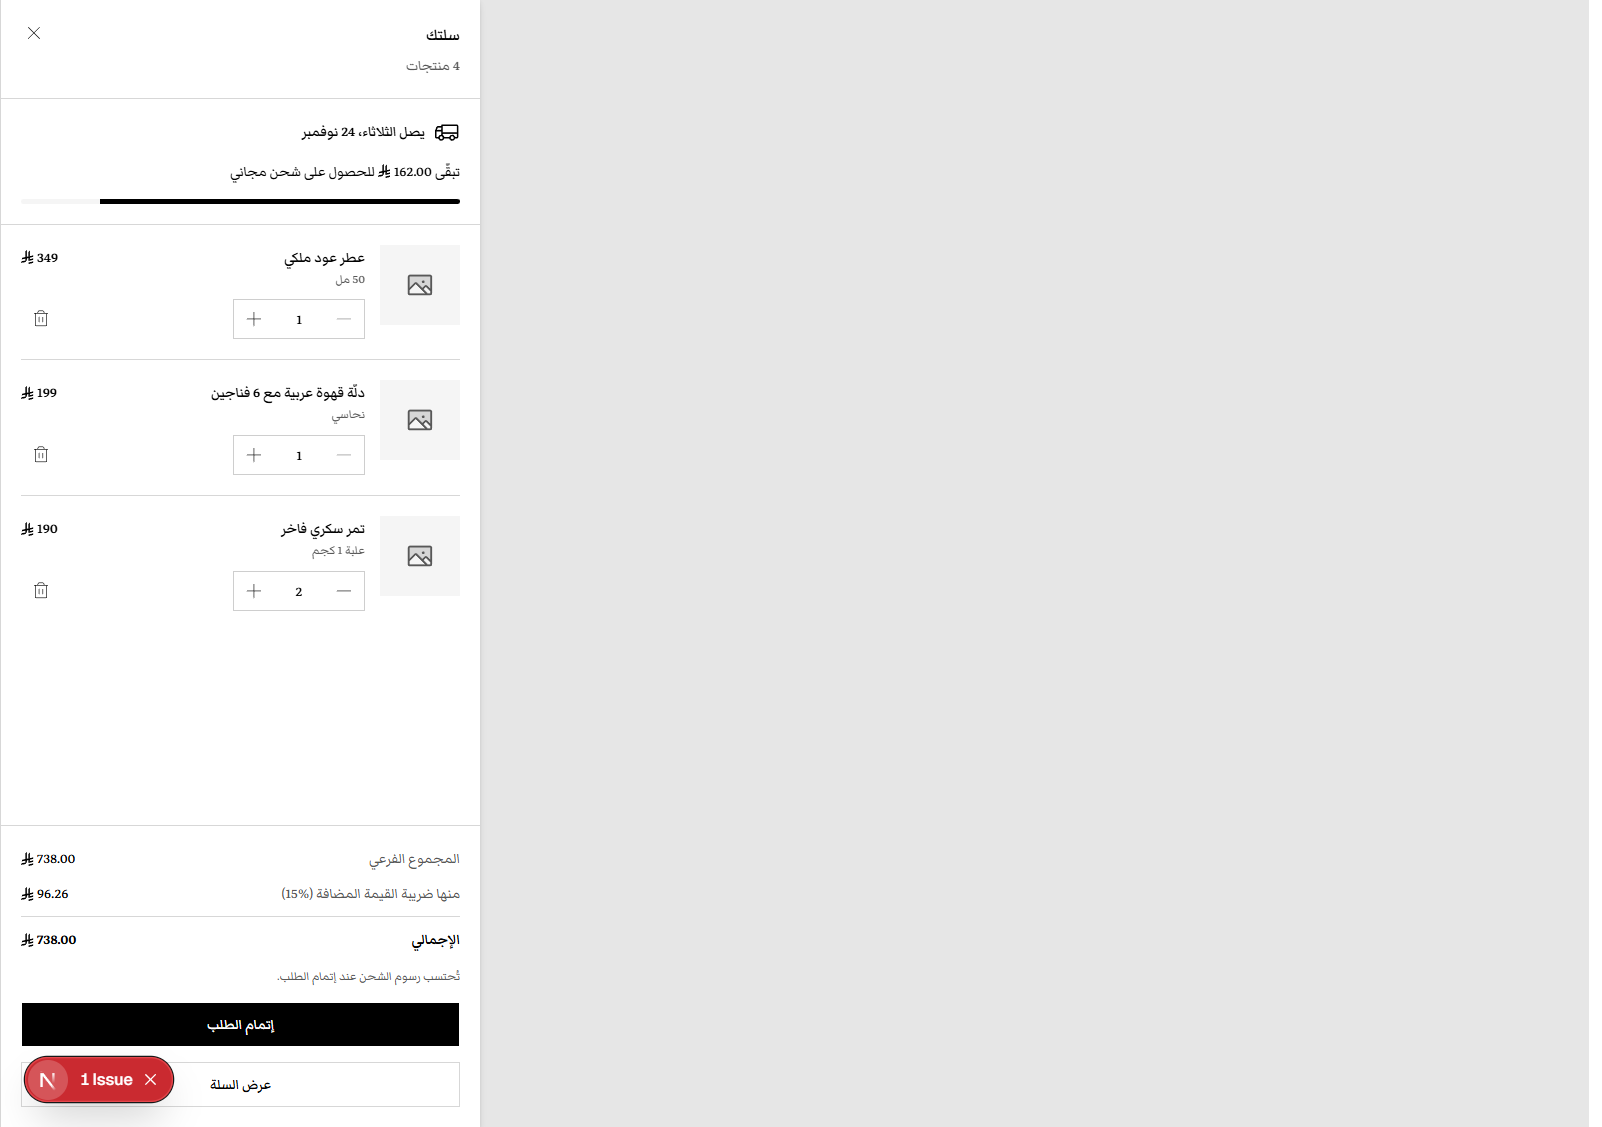 سلتك
4 منتجات
يصل الثلاثاء، 24 نوفمبر
تبقّى 162.00 ⃁ للحصول على شحن مجاني
عطر عود ملكي
349 ⃁
50 مل
1
دلّة قهوة عربية مع 6 فناجين
199 ⃁
نحاسي
1
تمر سكري فاخر
190 ⃁
علبة 1 كجم
2
المجموع الفرعي
738.00 ⃁
منها ضريبة القيمة المضافة (15%)
96.26 ⃁
الإجمالي
738.00 ⃁
تُحتسب رسوم الشحن عند إتمام الطلب.
إتمام الطلب
عرض السلة
N 1 Issue